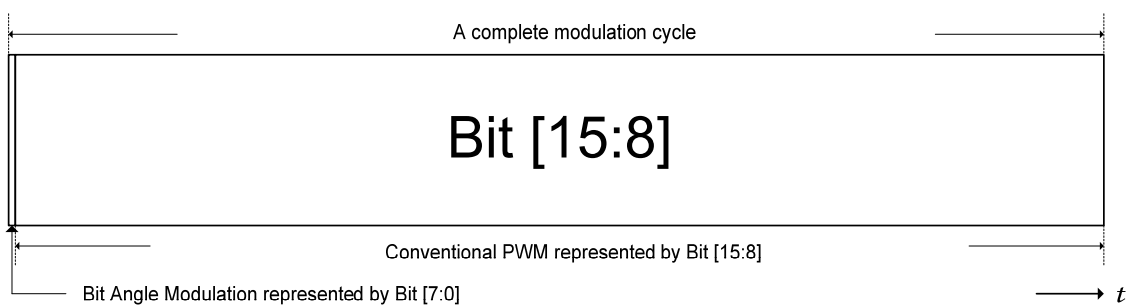 A complete modulation cycle
Bit [15:8]
Conventional PWM represented by Bit [15:8]
Bit Angle Modulation represented by Bit [7:0]
t